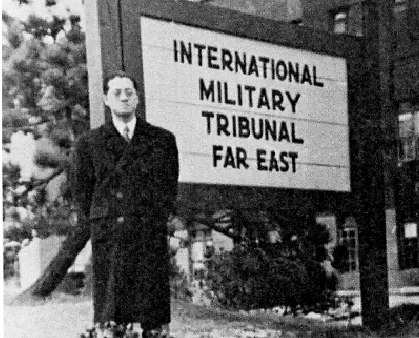 INTERNATIONAL
MILITARY
TRIBUNAL
FAR EAST